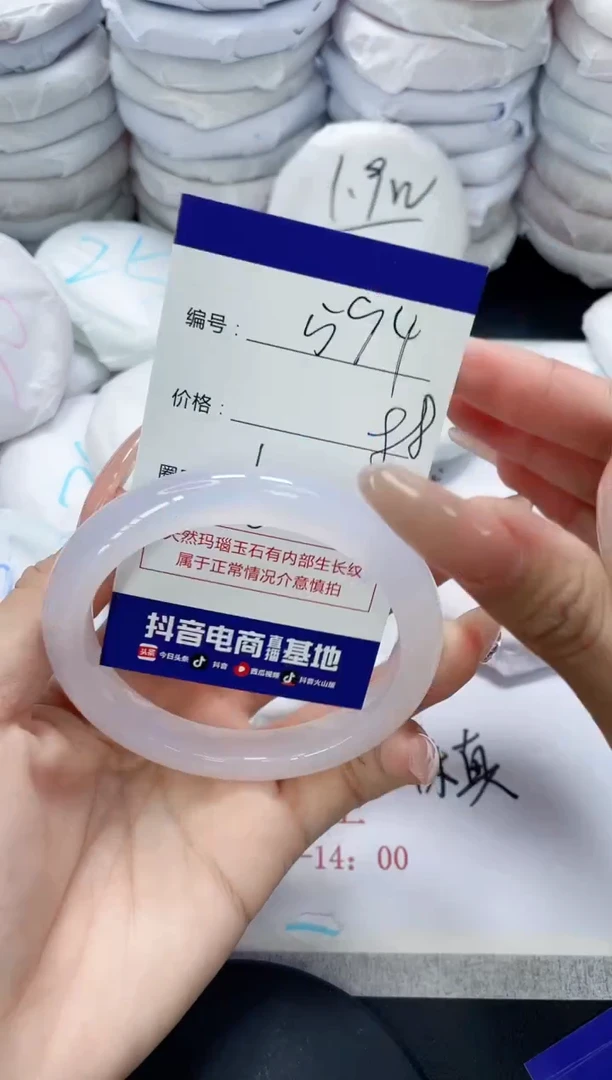 1.9n
编号：594
价格：88
天然玛瑙玉石有内部生长纹
属于正常情况介意慎拍
抖音电商直播基地
今日头条 抖音 西瓜视频 抖音火山版
真
-14：00